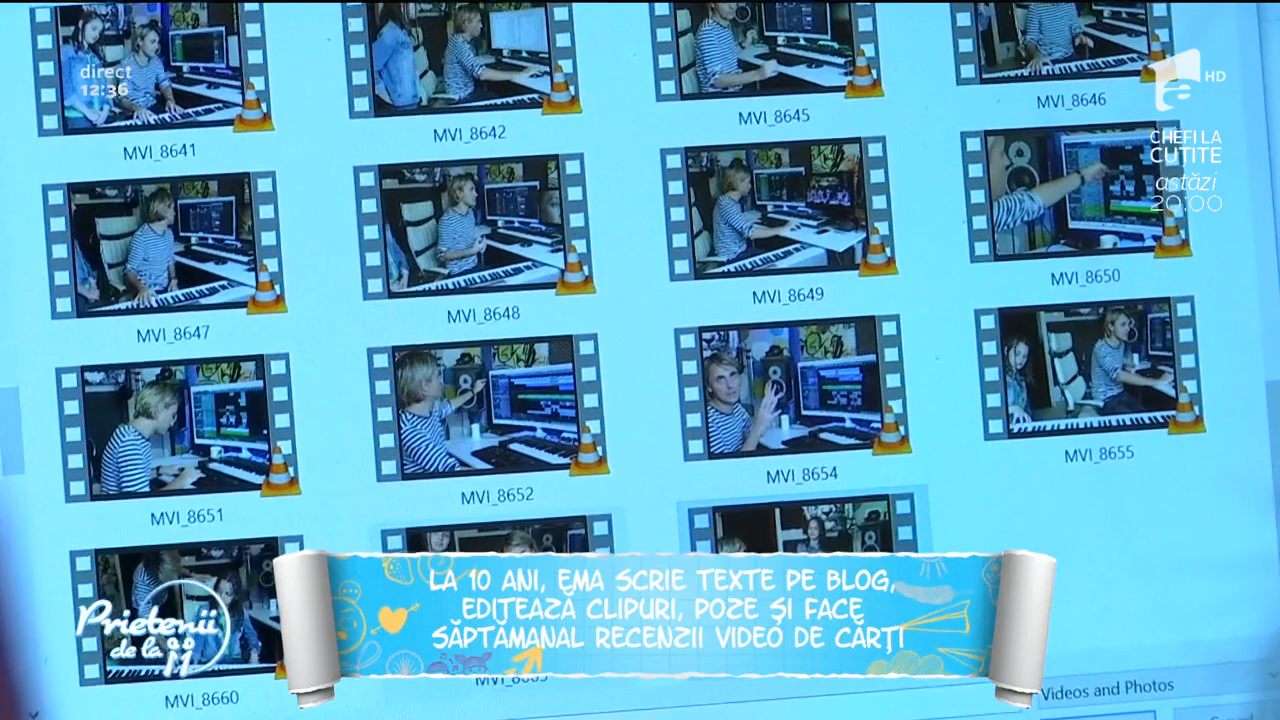 direct
12:36
HD
CHEFI LA
CUȚITE
astăzi
20:00
MVI_8641
MVI_8642
MVI_8645
MVI_8646
MVI_8647
MVI_8648
MVI_8649
MVI_8650
MVI_8651
MVI_8652
MVI_8654
MVI_8655
MVI_8660
Prietenii
de la 11
LA 10 ANI, EMA SCRIE TEXTE PE BLOG,
EDITEAZĂ CLIPURI, POZE ȘI FACE
SĂPTĂMANAL RECENZII VIDEO DE CĂRȚI
Videos and Photos